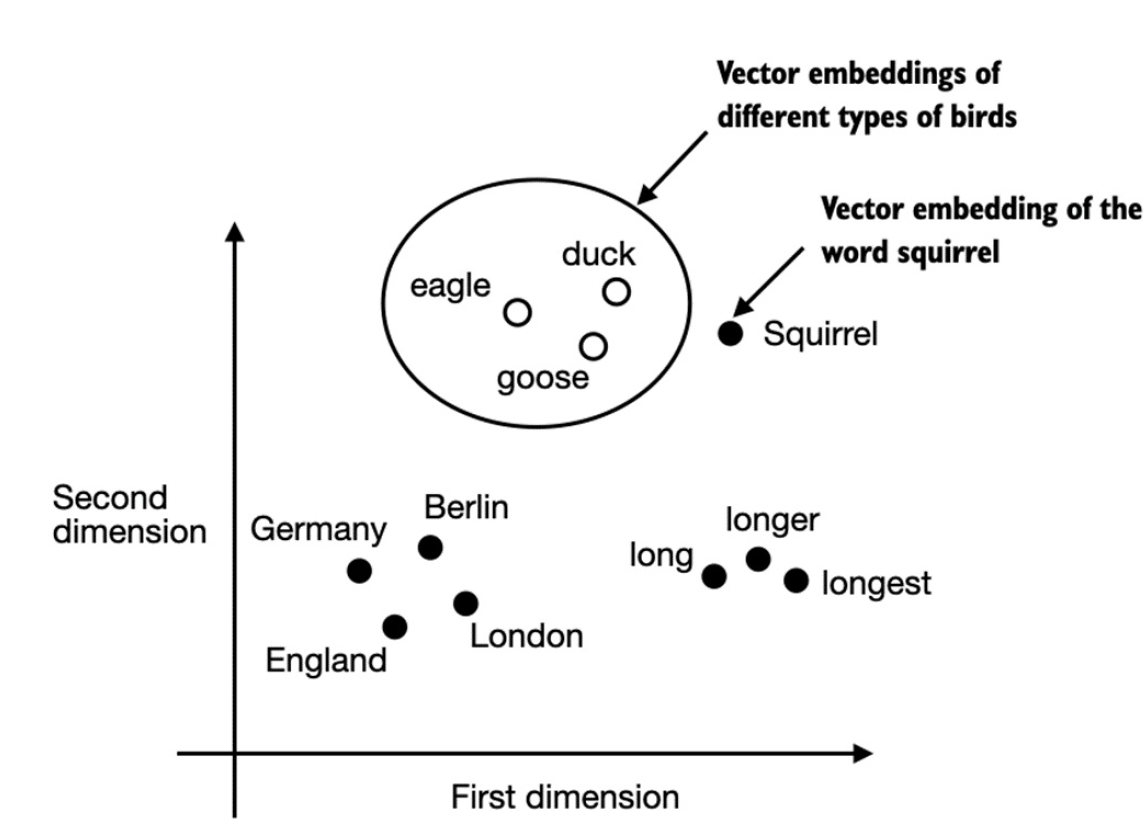 Vector embeddings of
different types of birds
Vector embedding of the
word squirrel
duck
eagle
goose
Squirrel
Second
dimension
Germany
Berlin
England
London
long
longer
longest
First dimension